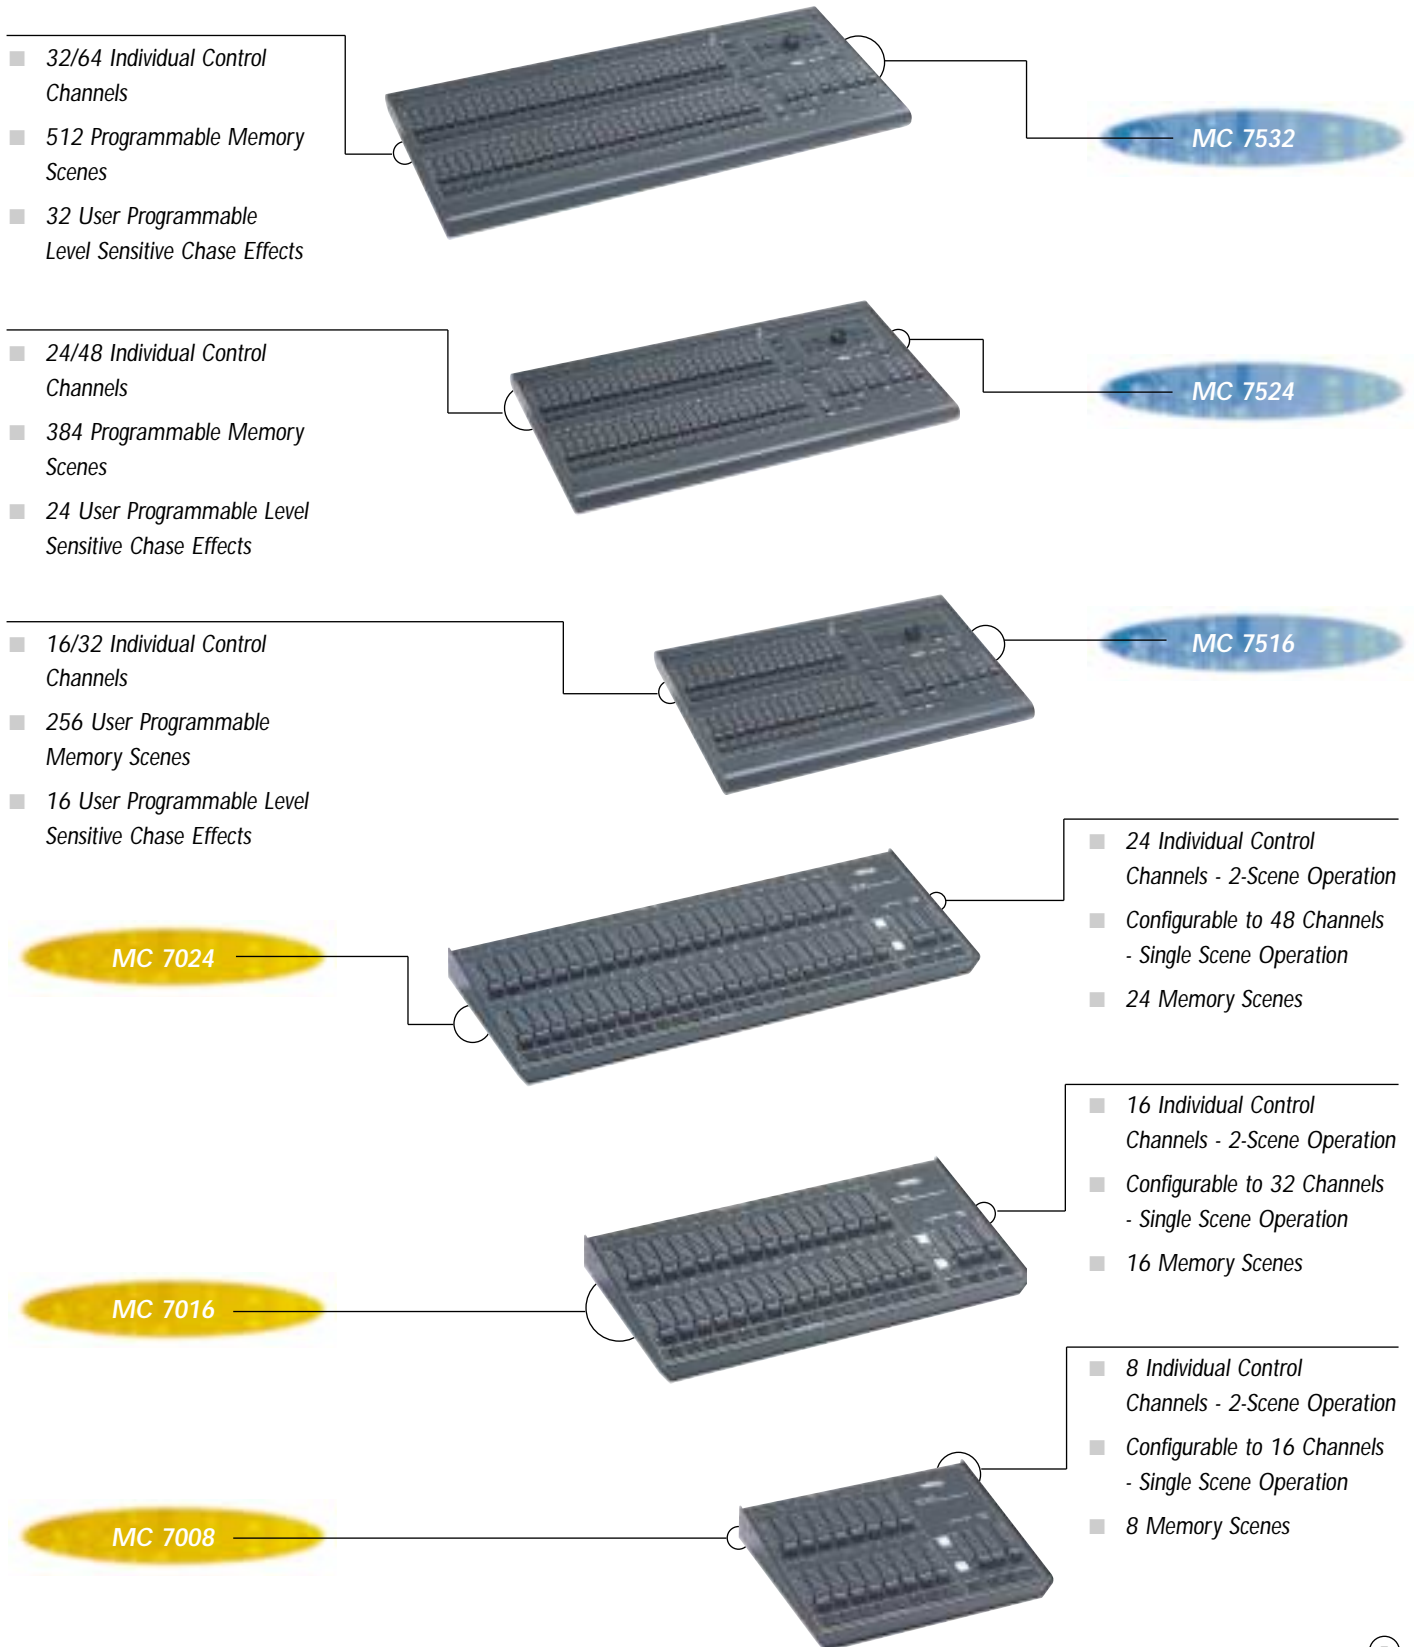 32/64 Individual Control
Channels
512 Programmable Memory
Scenes
32 User Programmable
Level Sensitive Chase Effects
MC 7532
24/48 Individual Control
Channels
384 Programmable Memory
Scenes
24 User Programmable Level
Sensitive Chase Effects
MC 7524
16/32 Individual Control
Channels
256 User Programmable
Memory Scenes
16 User Programmable Level
Sensitive Chase Effects
MC 7516
MC 7024
24 Individual Control
Channels - 2-Scene Operation
Configurable to 48 Channels
- Single Scene Operation
24 Memory Scenes
MC 7016
16 Individual Control
Channels - 2-Scene Operation
Configurable to 32 Channels
- Single Scene Operation
16 Memory Scenes
MC 7008
8 Individual Control
Channels - 2-Scene Operation
Configurable to 16 Channels
- Single Scene Operation
8 Memory Scenes